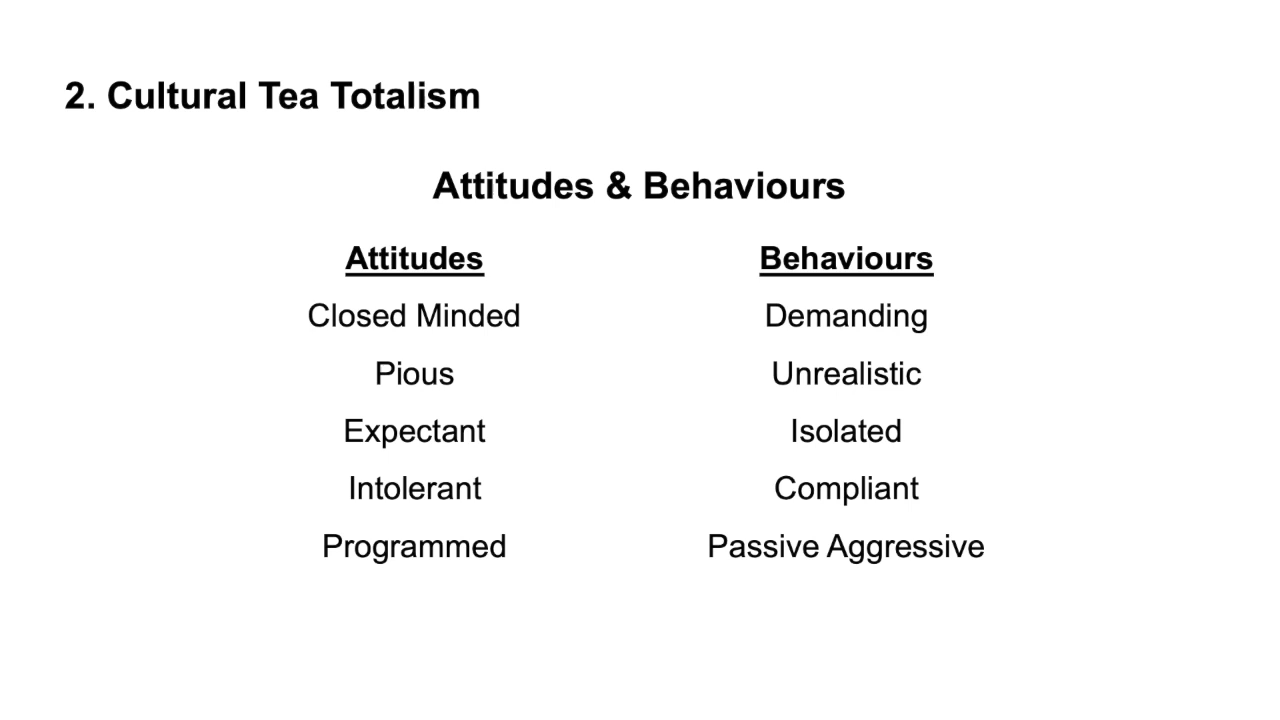 2. Cultural Tea Totalism
Attitudes & Behaviours
Attitudes
Behaviours
Closed Minded
Demanding
Pious
Unrealistic
Expectant
Isolated
Intolerant
Compliant
Programmed
Passive Aggressive